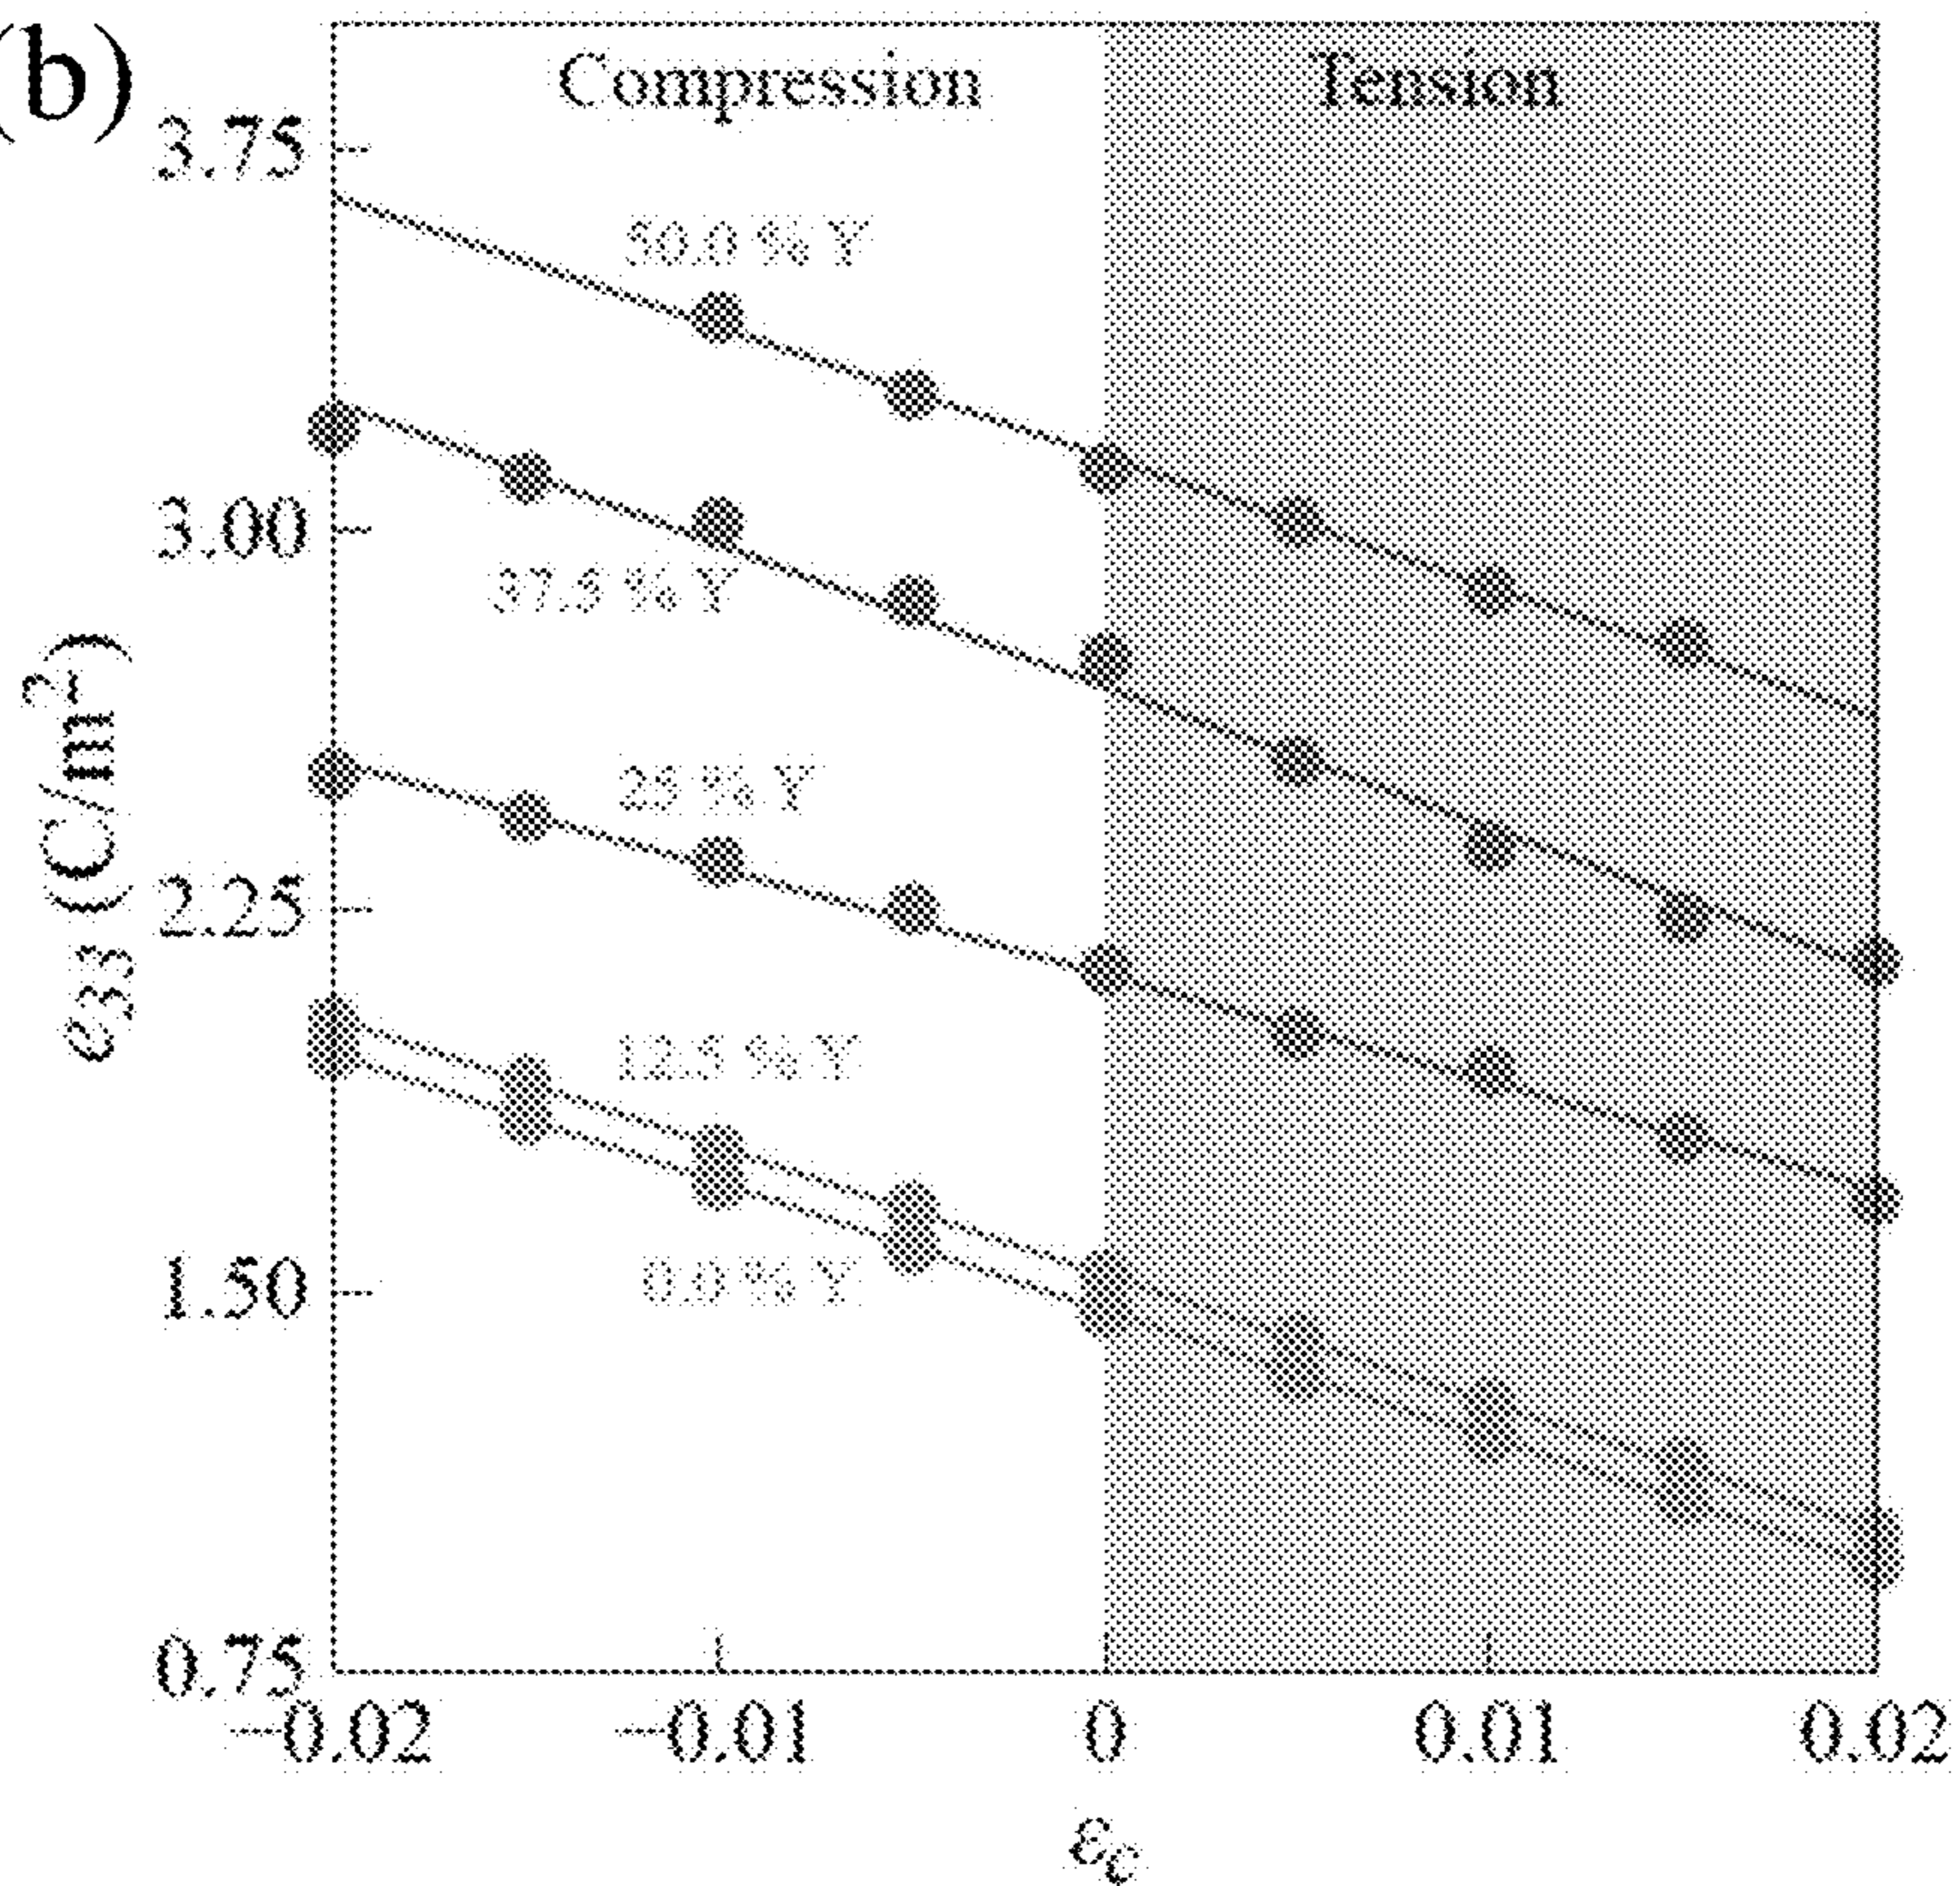 (b)
Compression
Tension
3.75
3.00
2.25
1.50
0.75
e33 (C/m²)
50.0 % Y
37.5 % Y
25 % Y
12.5 % Y
0.0 % Y
−0.02
−0.01
0
0.01
0.02
εc